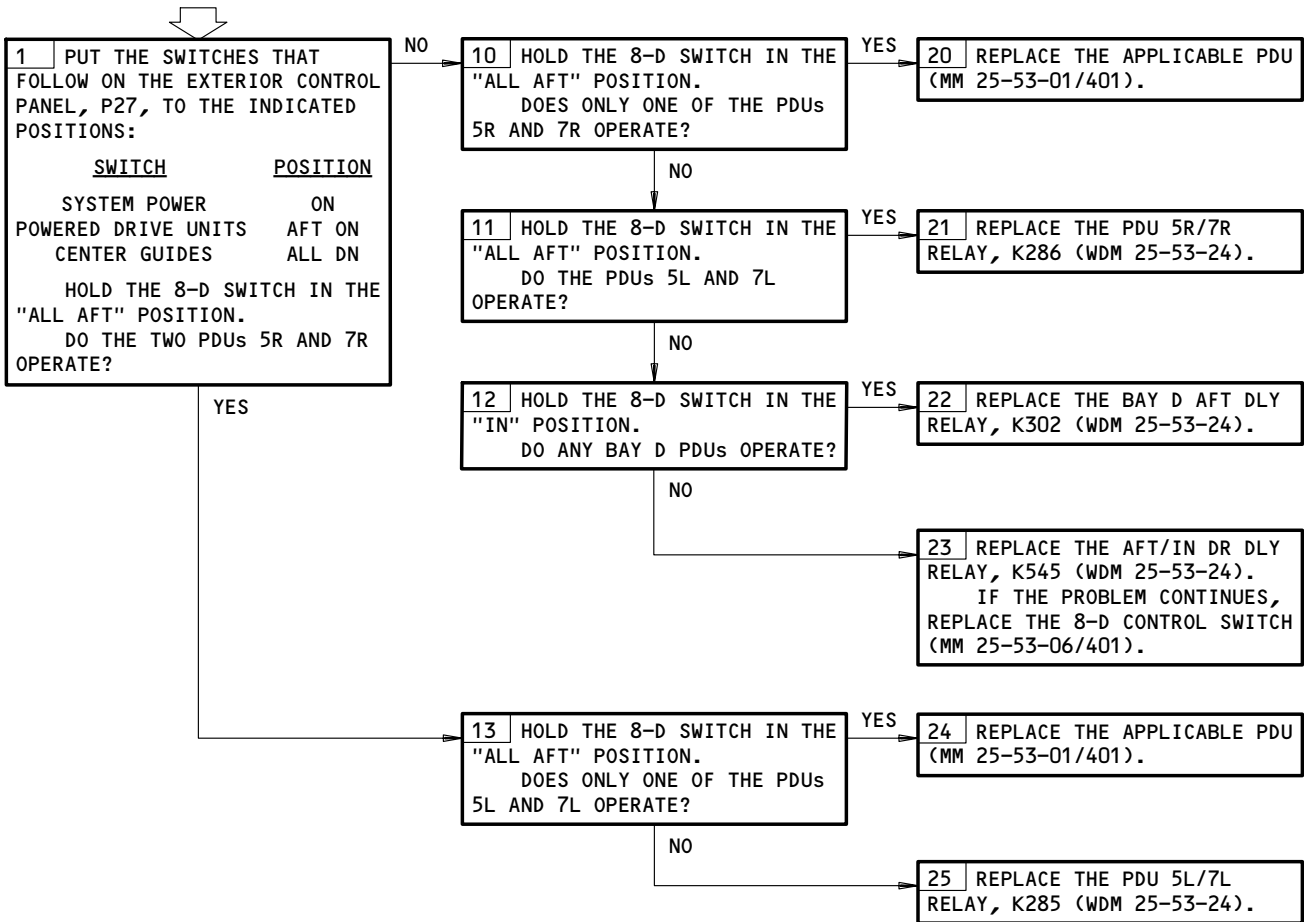 1 PUT THE SWITCHES THAT
FOLLOW ON THE EXTERIOR CONTROL
PANEL, P27, TO THE INDICATED
POSITIONS:
SWITCH POSITION
SYSTEM POWER ON
POWERED DRIVE UNITS AFT ON
CENTER GUIDES ALL DN
HOLD THE 8-D SWITCH IN THE
"ALL AFT" POSITION.
DO THE TWO PDUs 5R AND 7R
OPERATE?
NO
10 HOLD THE 8-D SWITCH IN THE
"ALL AFT" POSITION.
DOES ONLY ONE OF THE PDUs
5R AND 7R OPERATE?
YES
20 REPLACE THE APPLICABLE PDU
(MM 25-53-01/401).
NO
11 HOLD THE 8-D SWITCH IN THE
"ALL AFT" POSITION.
DO THE PDUs 5L AND 7L
OPERATE?
YES
21 REPLACE THE PDU 5R/7R
RELAY, K286 (WDM 25-53-24).
NO
12 HOLD THE 8-D SWITCH IN THE
"IN" POSITION.
DO ANY BAY D PDUs OPERATE?
YES
22 REPLACE THE BAY D AFT DLY
RELAY, K302 (WDM 25-53-24).
NO
23 REPLACE THE AFT/IN DR DLY
RELAY, K545 (WDM 25-53-24).
IF THE PROBLEM CONTINUES,
REPLACE THE 8-D CONTROL SWITCH
(MM 25-53-06/401).
YES
13 HOLD THE 8-D SWITCH IN THE
"ALL AFT" POSITION.
DOES ONLY ONE OF THE PDUs
5L AND 7L OPERATE?
YES
24 REPLACE THE APPLICABLE PDU
(MM 25-53-01/401).
NO
25 REPLACE THE PDU 5L/7L
RELAY, K285 (WDM 25-53-24).